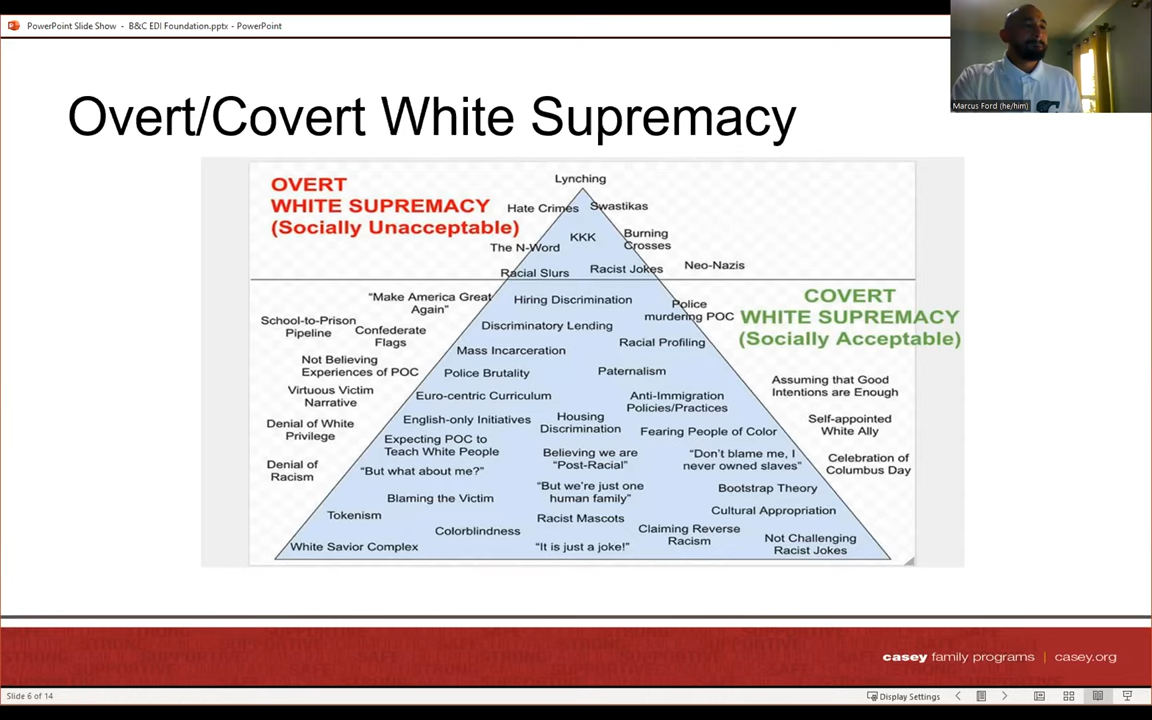 PowerPoint Slide Show - B&C EDI Foundation.pptx - PowerPoint
Marcus Ford (he/him)
Overt/Covert White Supremacy
OVERT
WHITE SUPREMACY
(Socially Unacceptable)
Lynching
Hate Crimes
Swastikas
KKK
Burning
Crosses
The N-Word
Racial Slurs
Racist Jokes
Neo-Nazis
COVERT
WHITE SUPREMACY
(Socially Acceptable)
"Make America Great
Again"
Hiring Discrimination
Police
murdering POC
School-to-Prison
Pipeline
Confederate
Flags
Discriminatory Lending
Mass Incarceration
Racial Profiling
Not Believing
Experiences of POC
Police Brutality
Paternalism
Assuming that Good
Intentions are Enough
Virtuous Victim
Narrative
Euro-centric Curriculum
Anti-Immigration
Policies/Practices
Self-appointed
White Ally
Denial of White
Privilege
English-only Initiatives
Housing
Discrimination
Fearing People of Color
Expecting POC to
Teach White People
Believing we are
"Post-Racial"
"Don't blame me, I
never owned slaves"
Celebration of
Columbus Day
Denial of
Racism
"But what about me?"
"But we're just one
human family"
Bootstrap Theory
Blaming the Victim
Cultural Appropriation
Tokenism
Racist Mascots
Colorblindness
Claiming Reverse
Racism
White Savior Complex
"It is just a joke!"
Not Challenging
Racist Jokes
casey family programs | casey.org
Slide 6 of 14
Display Settings